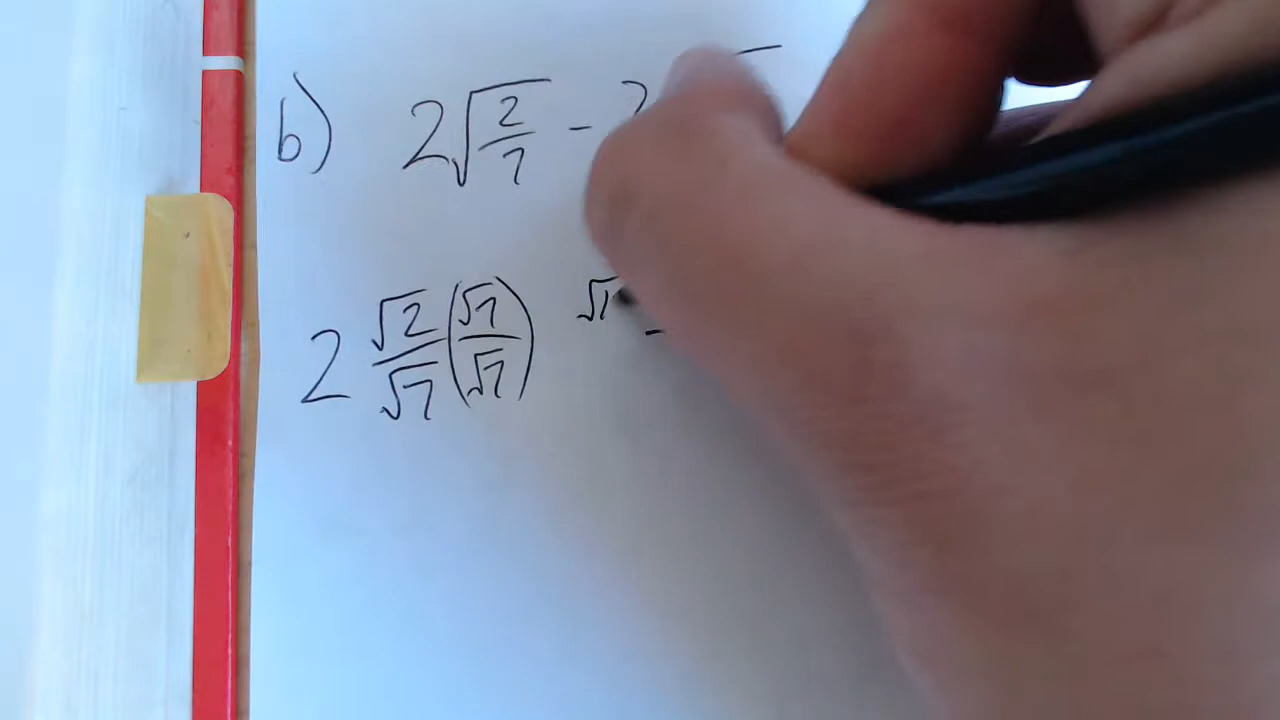 b) 2√(2/7) - 2
2 √2/√7 (√7/√7)